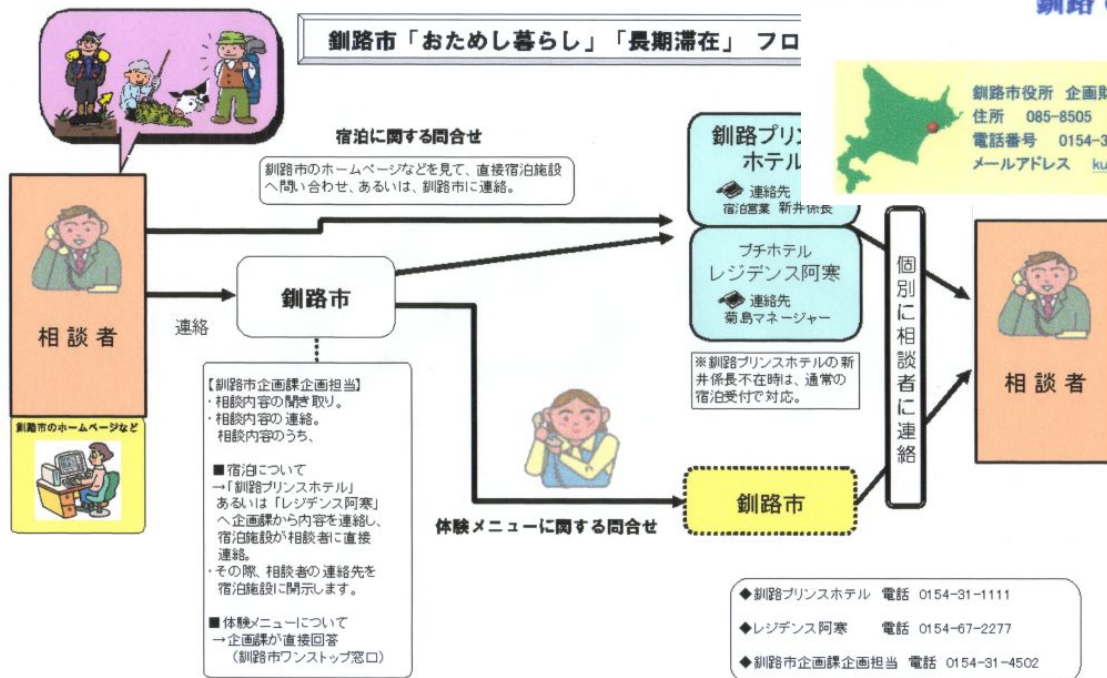 釧路市「おためし暮らし」「長期滞在」 フロ
釧路市役所 企画財
住所 085-8505
電話番号 0154-3
メールアドレス ku
宿泊に関する問合せ
釧路市のホームページなどを見て、直接宿泊施設
へ問い合わせ、あるいは、釧路市に連絡。
釧路プリン
ホテル
連絡先
宿泊営業 新井係長
プチホテル
レジデンス阿寒
連絡先
菊島マネージャー
※釧路プリンスホテルの新
井係長不在時は、通常の
宿泊受付で対応。
相談者
連絡
釧路市
釧路市のホームページなど
【釧路市企画課企画担当】
・相談内容の聞き取り。
・相談内容の連絡。
相談内容のうち、
■宿泊について
→「釧路プリンスホテル」
あるいは「レジデンス阿寒」
へ企画課から内容を連絡し、
宿泊施設が相談者に直接
連絡。
・その際、相談者の連絡先を
宿泊施設に開示します。
■体験メニューについて
→企画課が直接回答
(釧路市ワンストップ窓口)
体験メニューに関する問合せ
釧路市
個別に相談者に連絡
相談者
◆釧路プリンスホテル 電話 0154-31-1111
◆レジデンス阿寒 電話 0154-67-2277
◆釧路市企画課企画担当 電話 0154-31-4502